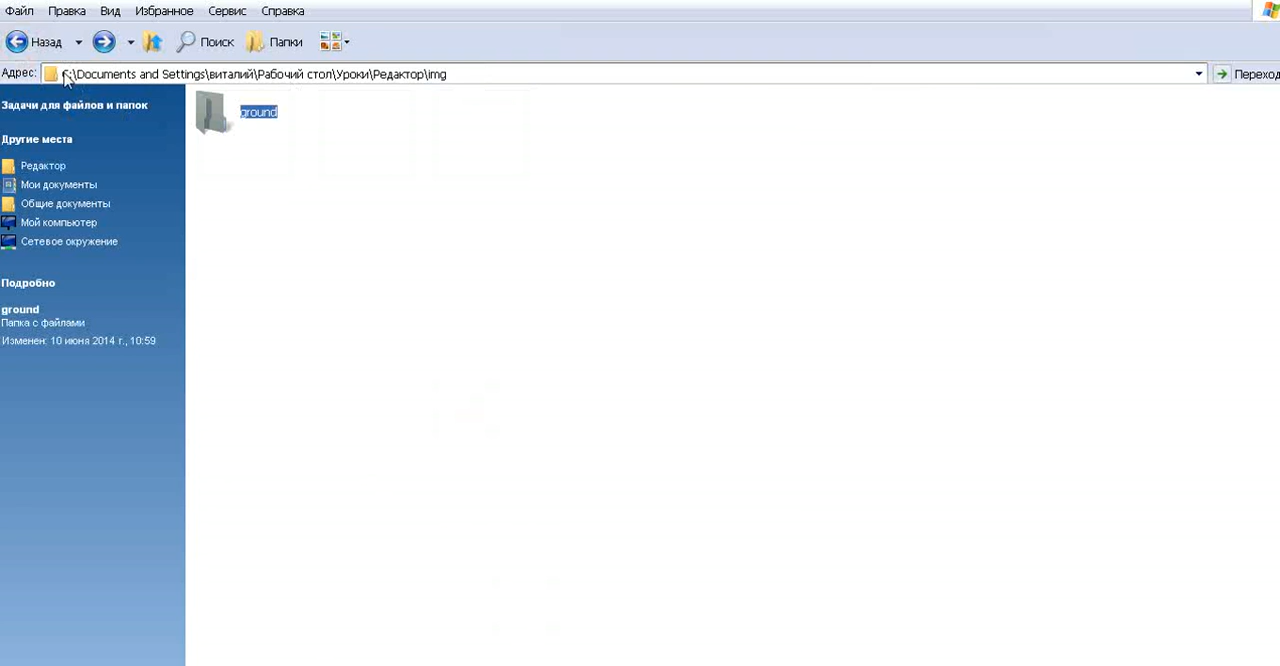 Файл Правка Вид Избранное Сервис Справка
Назад Поиск Папки
Адрес: C:\Documents and Settings\виталий\Рабочий стол\Уроки\Редактор\img Переход
Задачи для файлов и папок
ground
Другие места
Редактор
Мои документы
Общие документы
Мой компьютер
Сетевое окружение
Подробно
ground
Папка с файлами
Изменен: 10 июня 2014 г., 10:59